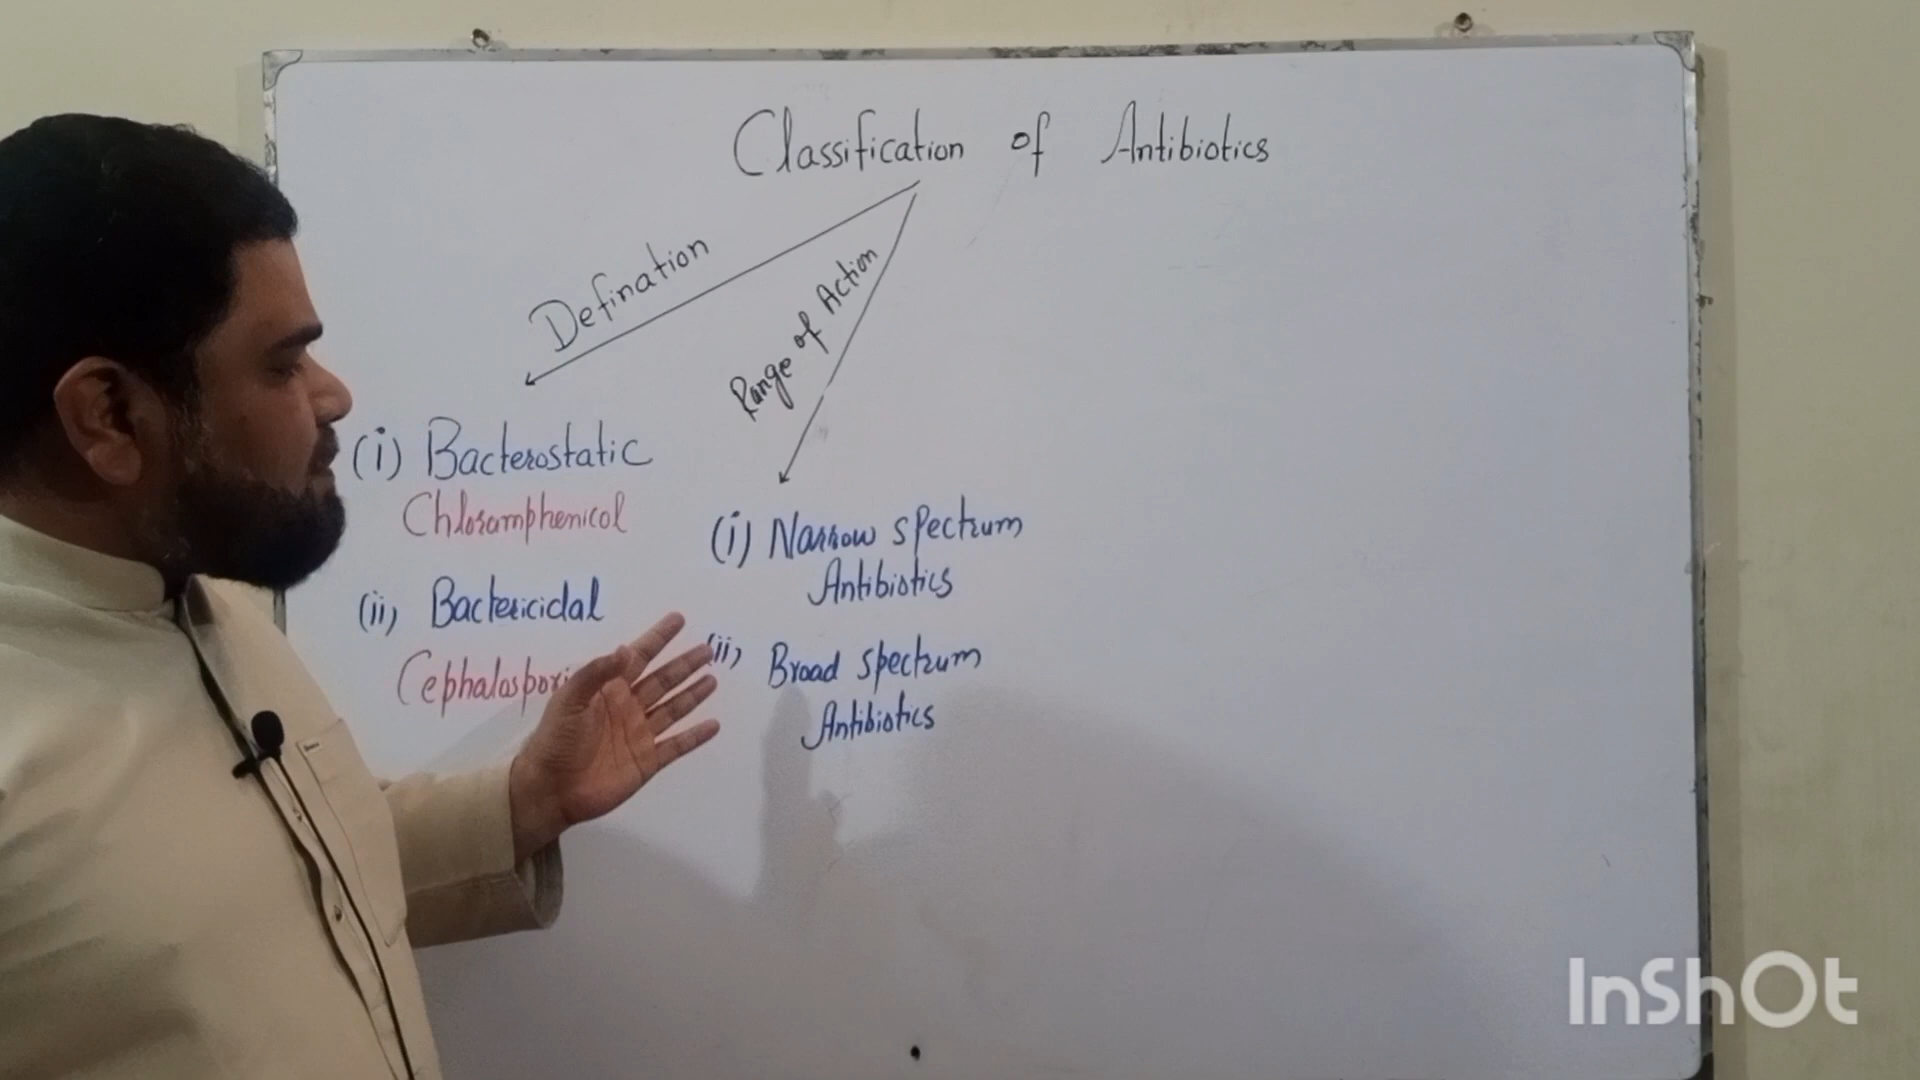 Classification of Antibiotics
Defination
Range of Action
(i) Bacterostatic
Chloramphenicol
(ii) Bactericidal
(i) Narrow spectrum
Antibiotics
(ii) Broad spectrum
Antibiotics
InShOt